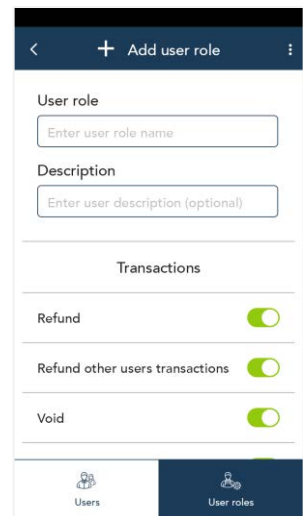 Add user role
User role
Enter user role name
Description
Enter user description (optional)
Transactions
Refund
Refund other users transactions
Void
Users
User roles